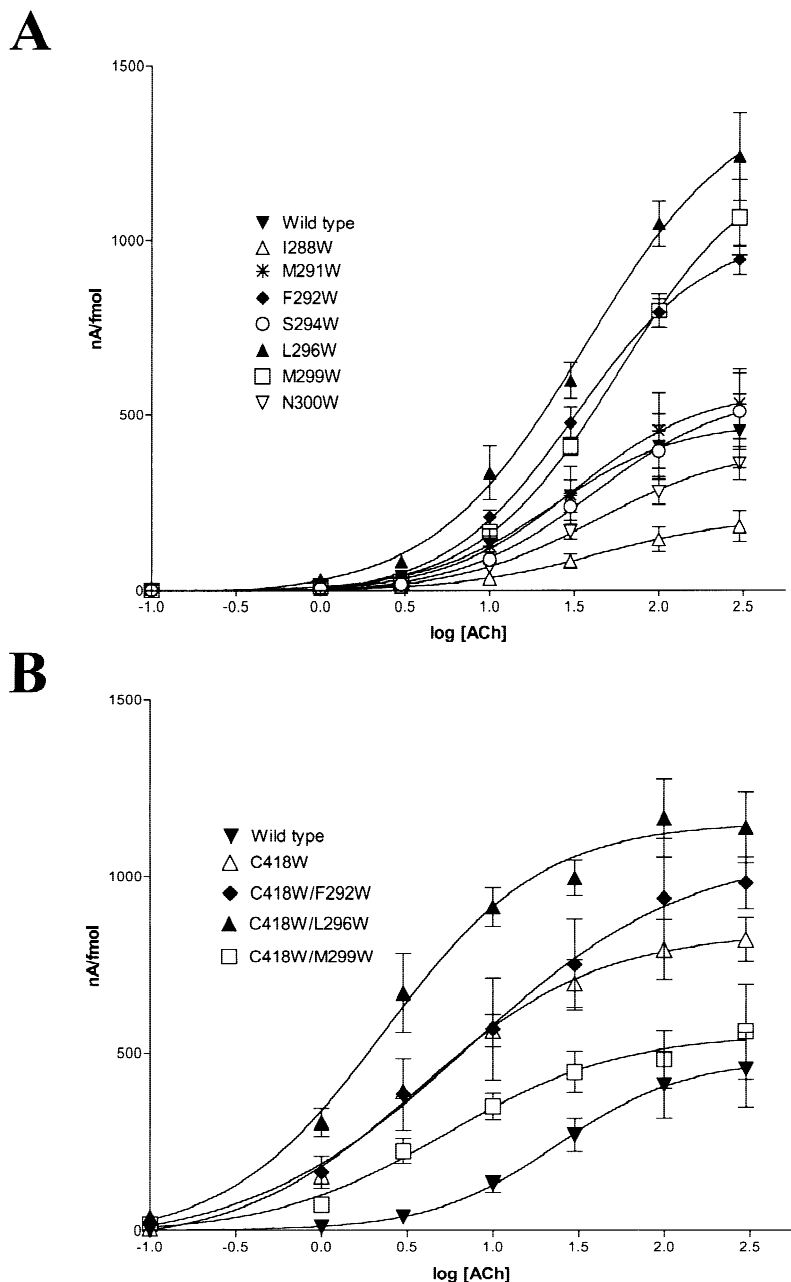 A
1500
1000
500
0
nA/fmol
Wild type
I288W
M291W
F292W
S294W
L296W
M299W
N300W
-1.0 -0.5 0.0 0.5 1.0 1.5 2.0 2.5
log [ACh]
B
1500
1000
500
0
nA/fmol
Wild type
C418W
C418W/F292W
C418W/L296W
C418W/M299W
-1.0 -0.5 0.0 0.5 1.0 1.5 2.0 2.5
log [ACh]